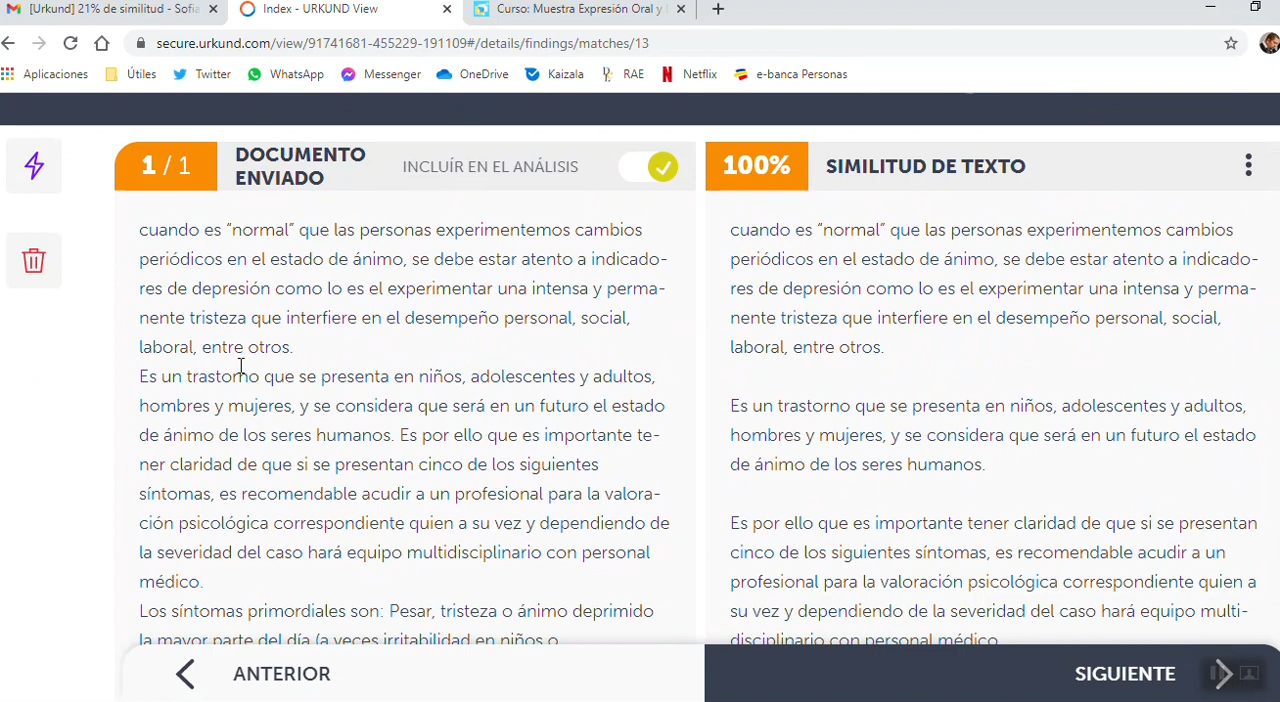 [Urkund] 21% de similitud - Sofia
Index - URKUND View
Curso: Muestra Expresión Oral y
secure.urkund.com/view/91741681-455229-191109#/details/findings/matches/13
Aplicaciones
Útiles
Twitter
WhatsApp
Messenger
OneDrive
Kaizala
RAE
Netflix
e-banca Personas
1 / 1
DOCUMENTO
ENVIADO
INCLUÍR EN EL ANÁLISIS
cuando es “normal” que las personas experimentemos cambios
periódicos en el estado de ánimo, se debe estar atento a indicado-
res de depresión como lo es el experimentar una intensa y perma-
nente tristeza que interfiere en el desempeño personal, social,
laboral, entre otros.
Es un trastorno que se presenta en niños, adolescentes y adultos,
hombres y mujeres, y se considera que será en un futuro el estado
de ánimo de los seres humanos. Es por ello que es importante te-
ner claridad de que si se presentan cinco de los siguientes
síntomas, es recomendable acudir a un profesional para la valora-
ción psicológica correspondiente quien a su vez y dependiendo de
la severidad del caso hará equipo multidisciplinario con personal
médico.
Los síntomas primordiales son: Pesar, tristeza o ánimo deprimido
la mayor parte del día (a veces irritabilidad en niños o
100%
SIMILITUD DE TEXTO
cuando es “normal” que las personas experimentemos cambios
periódicos en el estado de ánimo, se debe estar atento a indicado-
res de depresión como lo es el experimentar una intensa y perma-
nente tristeza que interfiere en el desempeño personal, social,
laboral, entre otros.
Es un trastorno que se presenta en niños, adolescentes y adultos,
hombres y mujeres, y se considera que será en un futuro el estado
de ánimo de los seres humanos.
Es por ello que es importante tener claridad de que si se presentan
cinco de los siguientes síntomas, es recomendable acudir a un
profesional para la valoración psicológica correspondiente quien a
su vez y dependiendo de la severidad del caso hará equipo multi-
disciplinario con personal médico.
ANTERIOR
SIGUIENTE